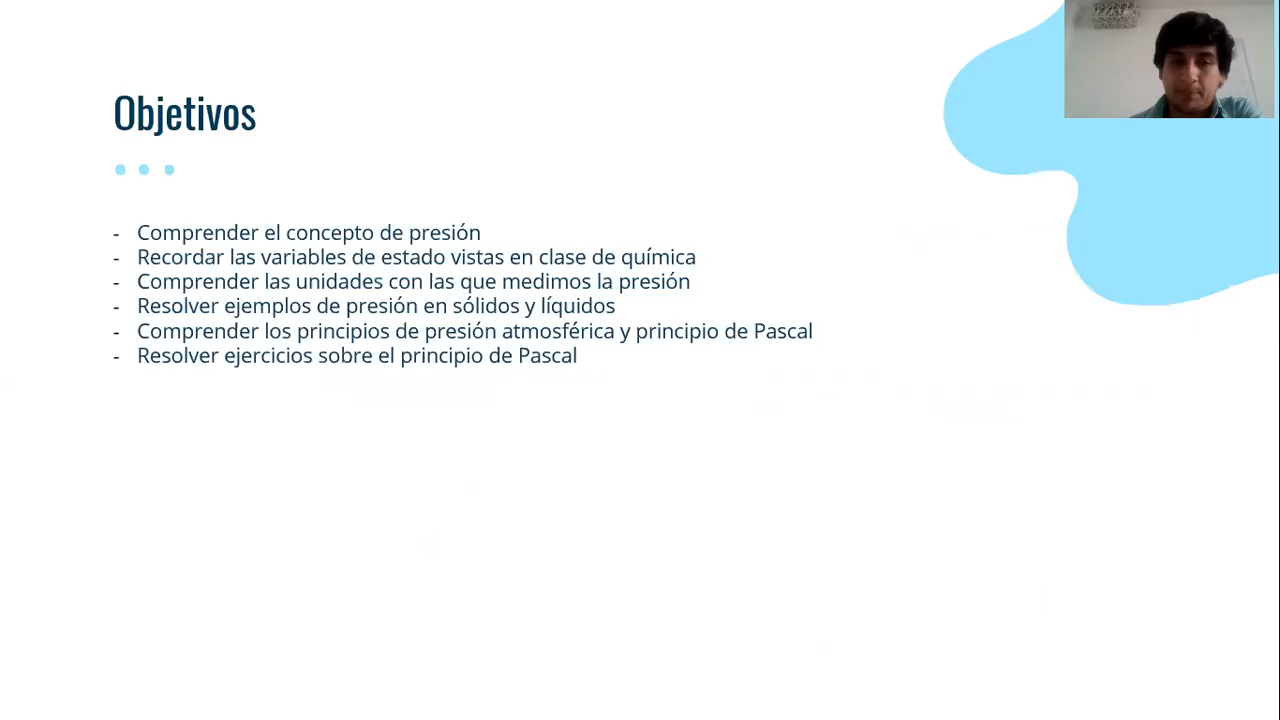 Objetivos
- Comprender el concepto de presión
- Recordar las variables de estado vistas en clase de química
- Comprender las unidades con las que medimos la presión
- Resolver ejemplos de presión en sólidos y líquidos
- Comprender los principios de presión atmosférica y principio de Pascal
- Resolver ejercicios sobre el principio de Pascal